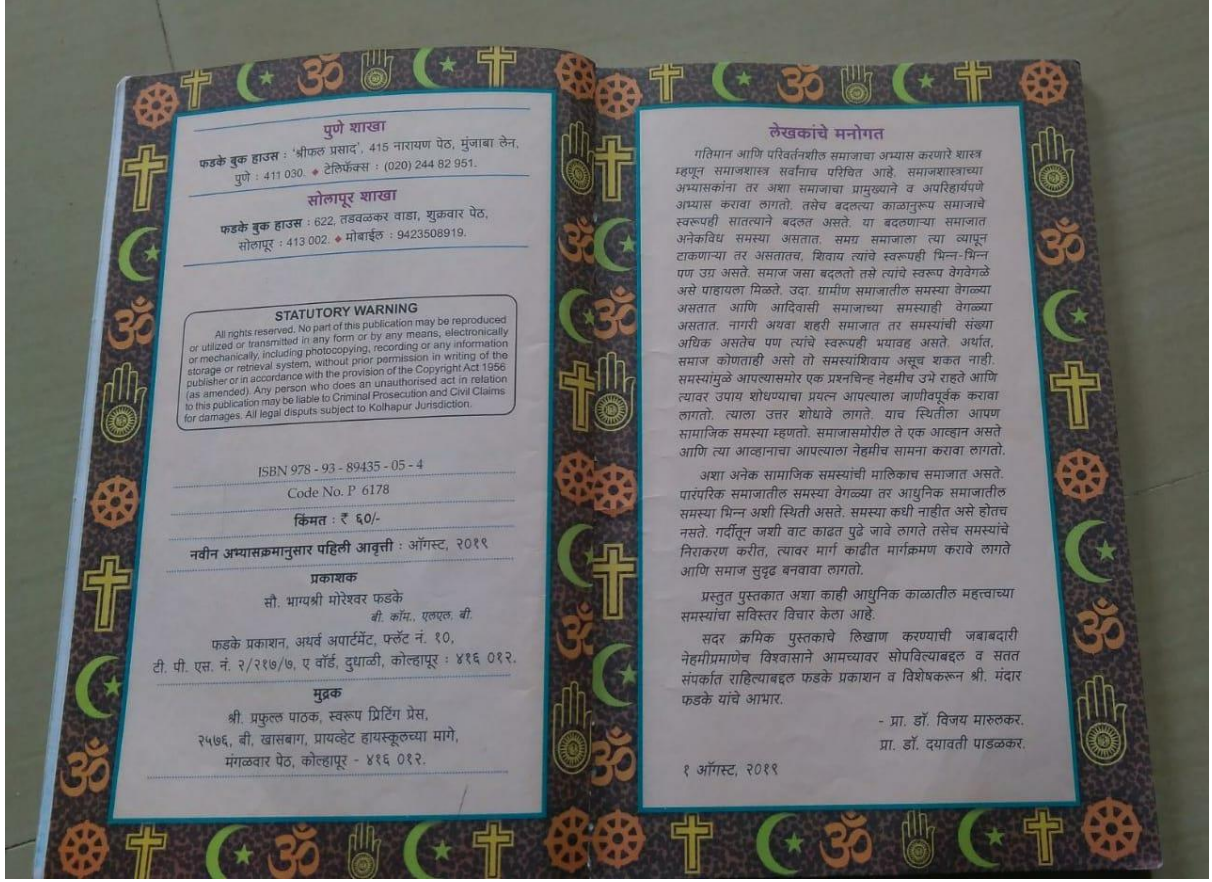 पुणे शाखा
फडके बुक हाउस : 'श्रीफल प्रसाद', 415 नारायण पेठ, मुंजाबा लेन,
पुणे : 411 030. ◆ टेलिफॅक्स : (020) 244 82 951.
सोलापूर शाखा
फडके बुक हाउस : 622, तडवळकर वाडा, शुक्रवार पेठ,
सोलापूर : 413 002. ◆ मोबाईल : 9423508919.
STATUTORY WARNING
All rights reserved. No part of this publication may be reproduced
or utilized or transmitted in any form or by any means, electronically
or mechanically, including photocopying, recording or any information
storage or retrieval system, without prior permission in writing of the
publisher or in accordance with the provision of the Copyright Act 1956
(as amended). Any person who does an unauthorised act in relation
to this publication may be liable to Criminal Prosecution and Civil Claims
for damages. All legal disputes subject to Kolhapur Jurisdiction.
ISBN 978 - 93 - 89435 - 05 - 4
Code No. P 6178
किंमत : ₹ ६०/-
नवीन अभ्यासक्रमानुसार पहिली आवृत्ती : ऑगस्ट, २०१९
प्रकाशक
सौ. भाग्यश्री मोरेश्वर फडके
बी. कॉम., एलएल. बी.
फडके प्रकाशन, अथर्व अपार्टमेंट, फ्लॅट नं. १०,
टी. पी. एस. नं. २/२१७/७, ए वॉर्ड, दुधाळी, कोल्हापूर : ४१६ ०१२.
मुद्रक
श्री. प्रफुल्ल पाठक, स्वरूप प्रिटिंग प्रेस,
२५७६, बी, खासबाग, प्रायव्हेट हायस्कूलच्या मागे,
मंगळवार पेठ, कोल्हापूर - ४१६ ०१२.
लेखकांचे मनोगत
गतिमान आणि परिवर्तनशील समाजाचा अभ्यास करणारे शास्त्र
म्हणून समाजशास्त्र सर्वांनाच परिचित आहे. समाजशास्त्राच्या
अभ्यासकांना तर अशा समाजाचा प्रामुख्याने व अपरिहार्यपणे
अभ्यास करावा लागतो. तसेच बदलत्या काळानुरूप समाजाचे
स्वरूपही सातत्याने बदलत असते. या बदलणाऱ्या समाजात
अनेकविध समस्या असतात. समग्र समाजाला त्या व्यापून
टाकणाऱ्या तर असतातच, शिवाय त्यांचे स्वरूपही भिन्न-भिन्न
पण उग्र असते. समाज जसा बदलतो तसे त्यांचे स्वरूप वेगवेगळे
असे पाहायला मिळते. उदा. ग्रामीण समाजातील समस्या वेगळ्या
असतात आणि आदिवासी समाजाच्या समस्याही वेगळ्या
असतात. नागरी अथवा शहरी समाजात तर समस्यांची संख्या
अधिक असतेच पण त्यांचे स्वरूपही भयावह असते. अर्थात,
समाज कोणताही असो तो समस्यांशिवाय असूच शकत नाही.
समस्यांमुळे आपल्यासमोर एक प्रश्नचिन्ह नेहमीच उभे राहते आणि
त्यावर उपाय शोधण्याचा प्रयत्न आपल्याला जाणीवपूर्वक करावा
लागतो. त्याला उत्तर शोधावे लागते. याच स्थितीला आपण
सामाजिक समस्या म्हणतो. समाजासमोरील ते एक आव्हान असते
आणि त्या आव्हानाचा आपल्याला नेहमीच सामना करावा लागतो.
अशा अनेक सामाजिक समस्यांची मालिकाच समाजात असते.
पारंपरिक समाजातील समस्या वेगळ्या तर आधुनिक समाजातील
समस्या भिन्न अशी स्थिती असते. समस्या कधी नाहीत असे होतच
नसते. गर्दीतून जशी वाट काढत पुढे जावे लागते तसेच समस्यांचे
निराकरण करीत, त्यावर मार्ग काढीत मार्गक्रमण करावे लागते
आणि समाज सुदृढ बनवावा लागतो.
प्रस्तुत पुस्तकात अशा काही आधुनिक काळातील महत्त्वाच्या
समस्यांचा सविस्तर विचार केला आहे.
सदर क्रमिक पुस्तकाचे लिखाण करण्याची जबाबदारी
नेहमीप्रमाणेच विश्वासाने आमच्यावर सोपविल्याबद्दल व सतत
संपर्कात राहिल्याबद्दल फडके प्रकाशन व विशेषकरून श्री. मंदार
फडके यांचे आभार.
- प्रा. डॉ. विजय मारुलकर.
प्रा. डॉ. दयावती पाडळकर.
१ ऑगस्ट, २०१९